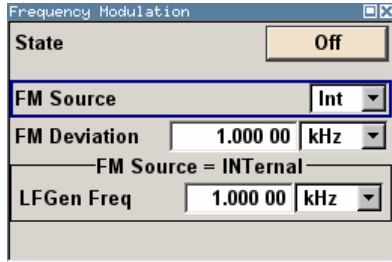 Frequency Modulation
State Off
FM Source Int
FM Deviation 1.000 00 kHz
FM Source = INTernal
LFGen Freq 1.000 00 kHz